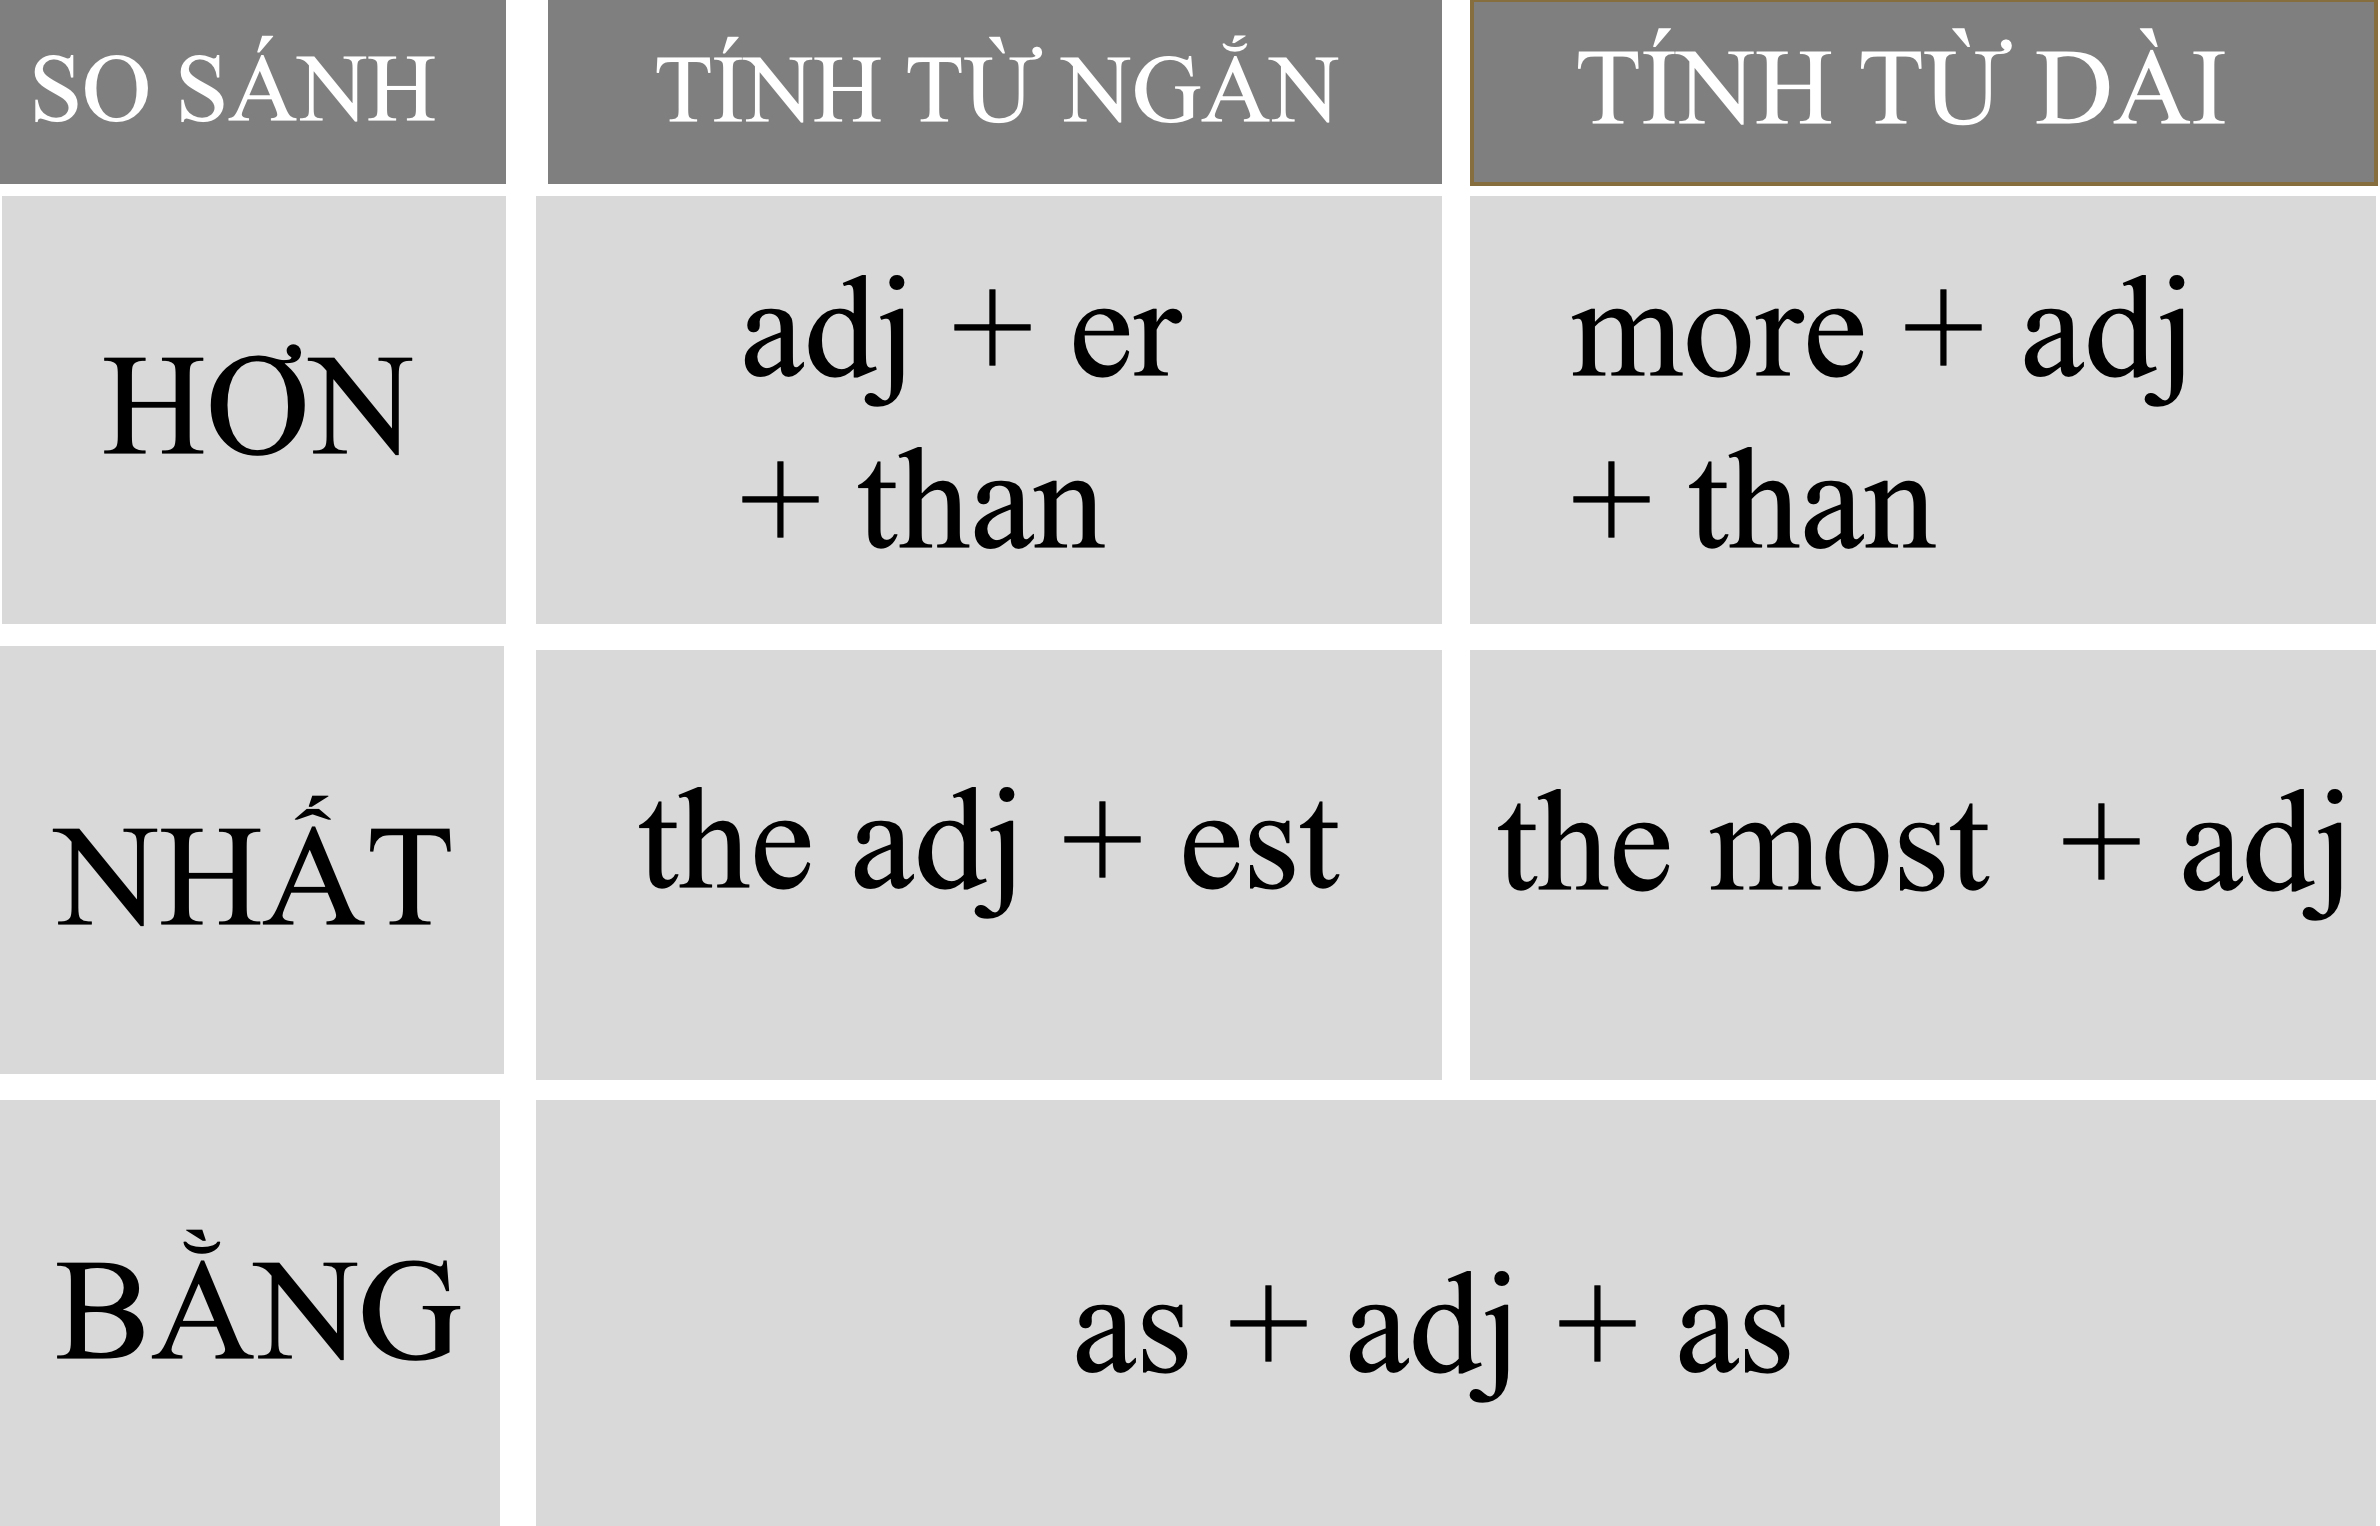 SO SÁNH
TÍNH TỪ NGẮN
TÍNH TỪ DÀI
HƠN
adj + er
+ than
more + adj
+ than
NHẤT
the adj + est
the most + adj
BẰNG
as + adj + as